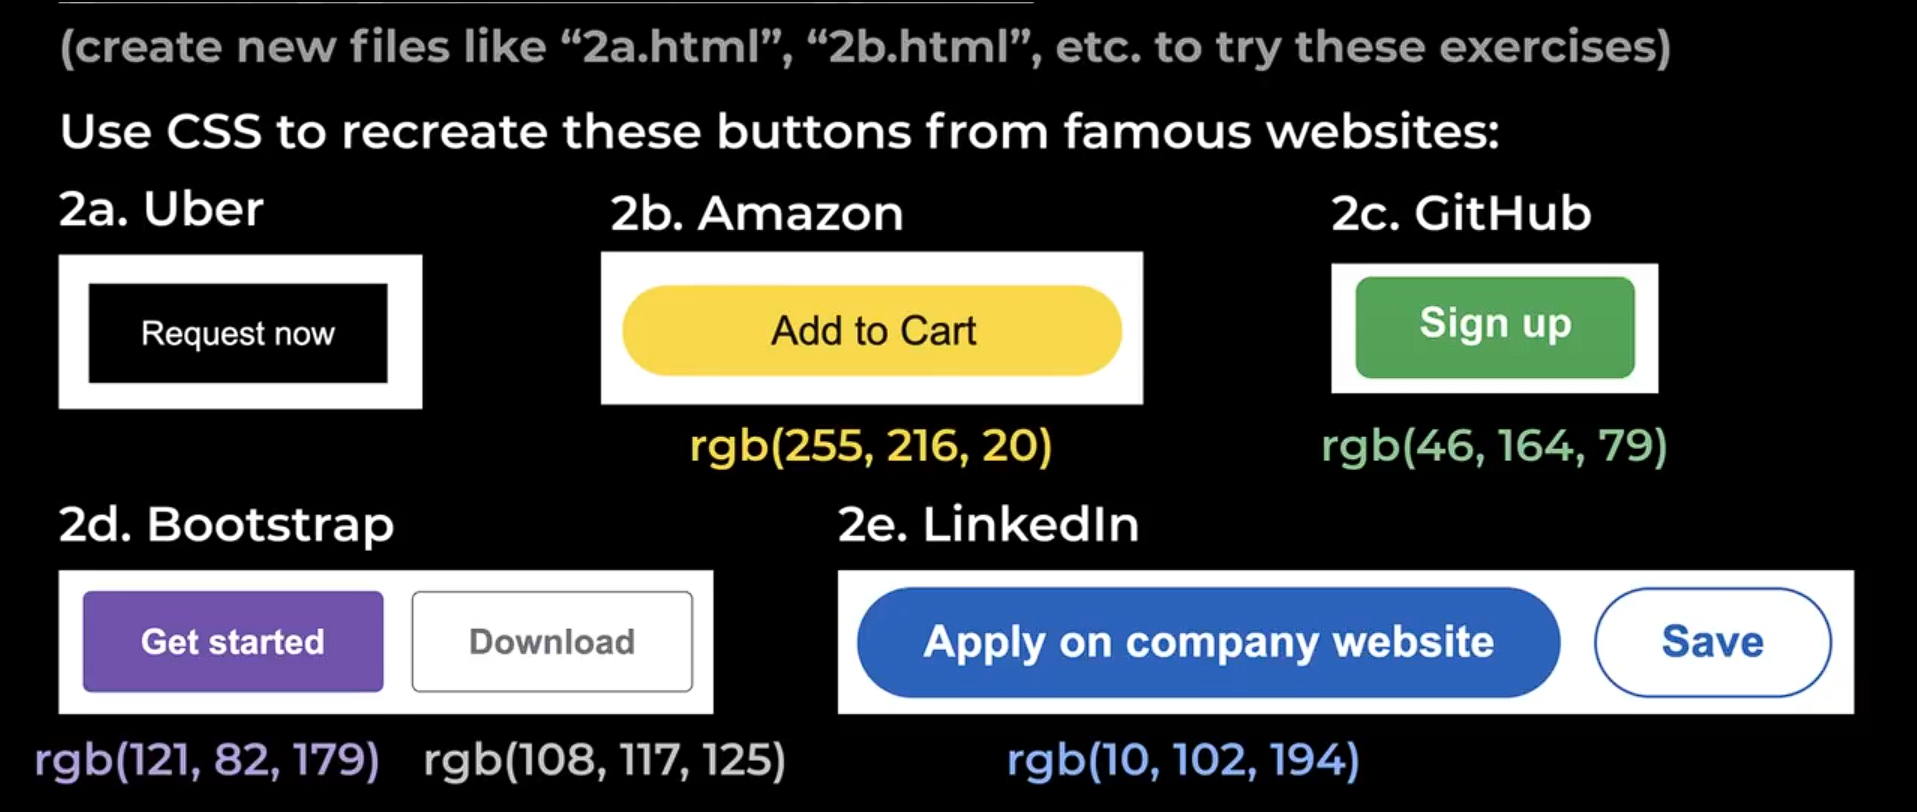 (create new files like “2a.html”, “2b.html”, etc. to try these exercises)
Use CSS to recreate these buttons from famous websites:
2a. Uber
2b. Amazon
2c. GitHub
Request now
Add to Cart
Sign up
rgb(255, 216, 20)
rgb(46, 164, 79)
2d. Bootstrap
2e. LinkedIn
Get started
Download
Apply on company website
Save
rgb(121, 82, 179)
rgb(108, 117, 125)
rgb(10, 102, 194)